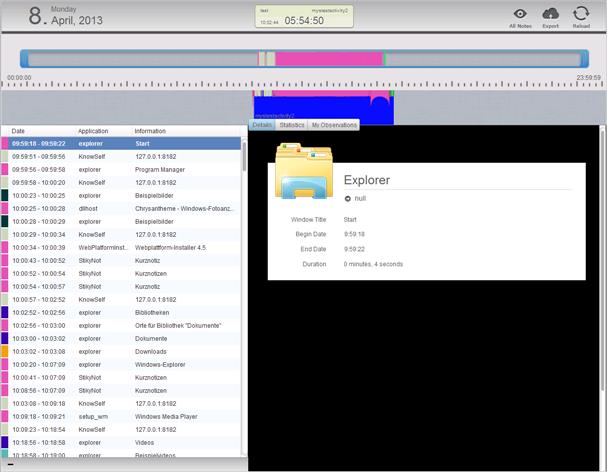 8. Monday
April, 2013
test mystestactivity2
10:52:44 05:54:50
All Notes Export Reload
00:00:00 23:59:59
mystestactivity2
Details Statistics My Observations
Date Application Information
09:59:18 - 09:59:22 explorer Start
09:59:51 - 09:59:56 KnowSelf 127.0.0.1:8182
09:59:56 - 09:59:58 explorer Program Manager
09:59:58 - 10:00:20 KnowSelf 127.0.0.1:8182
10:00:23 - 10:00:25 explorer Beispielbilder
10:00:25 - 10:00:28 dllhost Chrysantheme - Windows-Fotoanz...
10:00:28 - 10:00:29 explorer Beispielbilder
10:00:29 - 10:00:34 KnowSelf 127.0.0.1:8182
10:00:34 - 10:00:39 WebPlatformInst... Webplattform-Installer 4.5
10:00:43 - 10:00:52 StikyNot Kurznotiz
10:00:52 - 10:00:54 StikyNot Kurznotizen
10:00:54 - 10:00:57 StikyNot Kurznotiz
10:00:57 - 10:02:52 KnowSelf 127.0.0.1:8182
10:02:52 - 10:02:56 explorer Bibliotheken
10:02:56 - 10:03:00 explorer Orte für Bibliothek "Dokumente"
10:03:00 - 10:03:02 explorer Dokumente
10:03:02 - 10:03:08 explorer Downloads
10:00:20 - 10:07:09 explorer Windows-Explorer
10:00:41 - 10:07:09 StikyNot Kurznotizen
10:08:56 - 10:07:09 StikyNot Kurznotizen
10:03:08 - 10:09:18 KnowSelf 127.0.0.1:8182
10:09:18 - 10:09:21 setup_wm Windows Media Player
10:09:23 - 10:18:54 KnowSelf 127.0.0.1:8182
10:18:56 - 10:18:58 explorer Videos
10:18:58 - 10:19:00 explorer Beispielvideos
Explorer
null
Window Title Start
Begin Date 9:59:18
End Date 9:59:22
Duration 0 minutes, 4 seconds